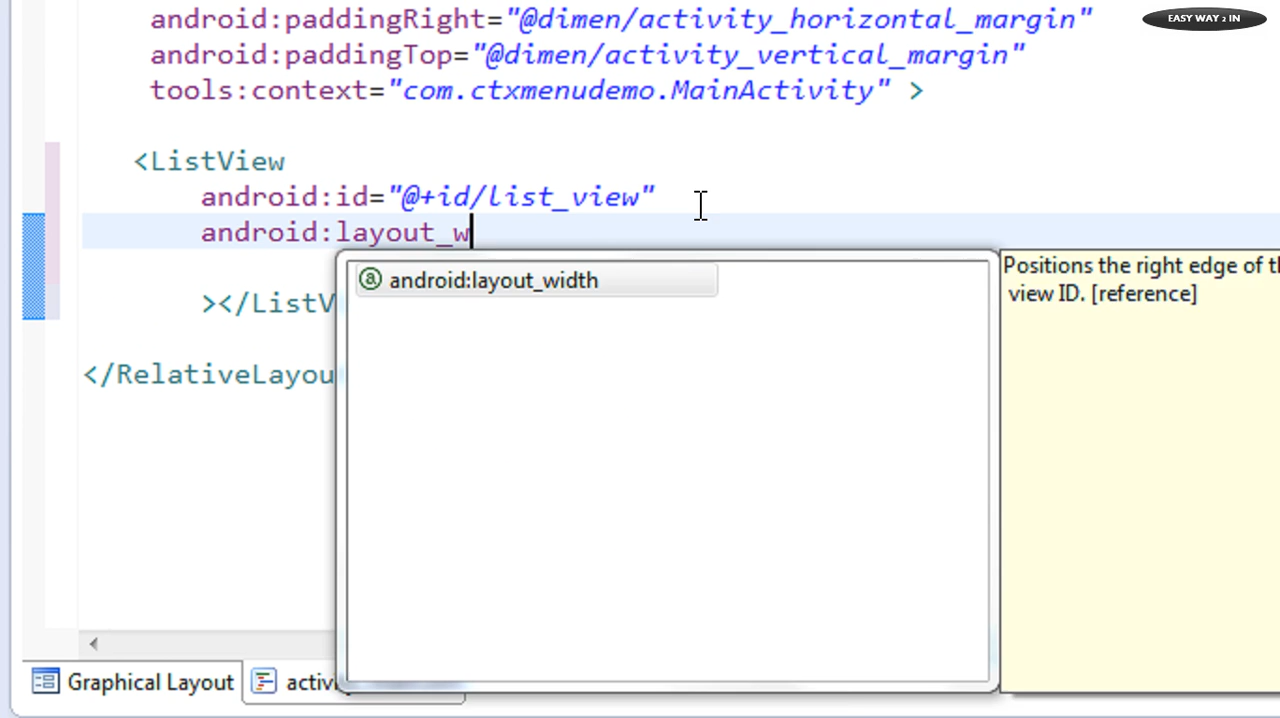 android:paddingRight="@dimen/activity_horizontal_margin"
EASY WAY 2 IN
android:paddingTop="@dimen/activity_vertical_margin"
tools:context="com.ctxmenudemo.MainActivity" >
<ListView
android:id="@+id/list_view"
android:layout_w
android:layout_width
Positions the right edge of th
view ID. [reference]
></ListV
</RelativeLayou
Graphical Layout
activ